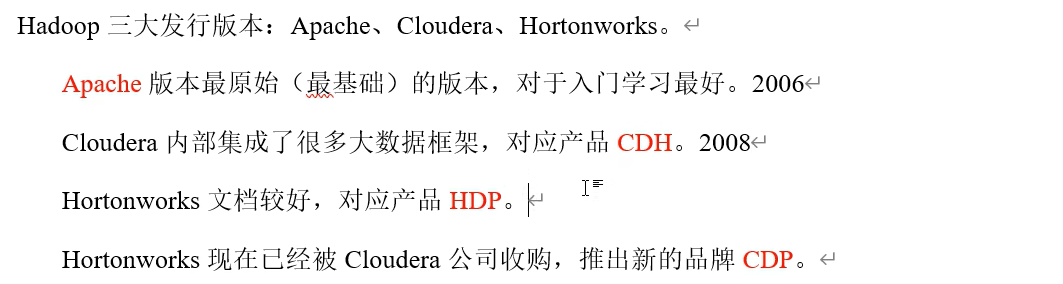 Hadoop 三大发行版本：Apache、Cloudera、Hortonworks。
Apache 版本最原始（最基础）的版本，对于入门学习最好。2006
Cloudera 内部集成了很多大数据框架，对应产品 CDH。2008
Hortonworks 文档较好，对应产品 HDP。
Hortonworks 现在已经被 Cloudera 公司收购，推出新的品牌 CDP。